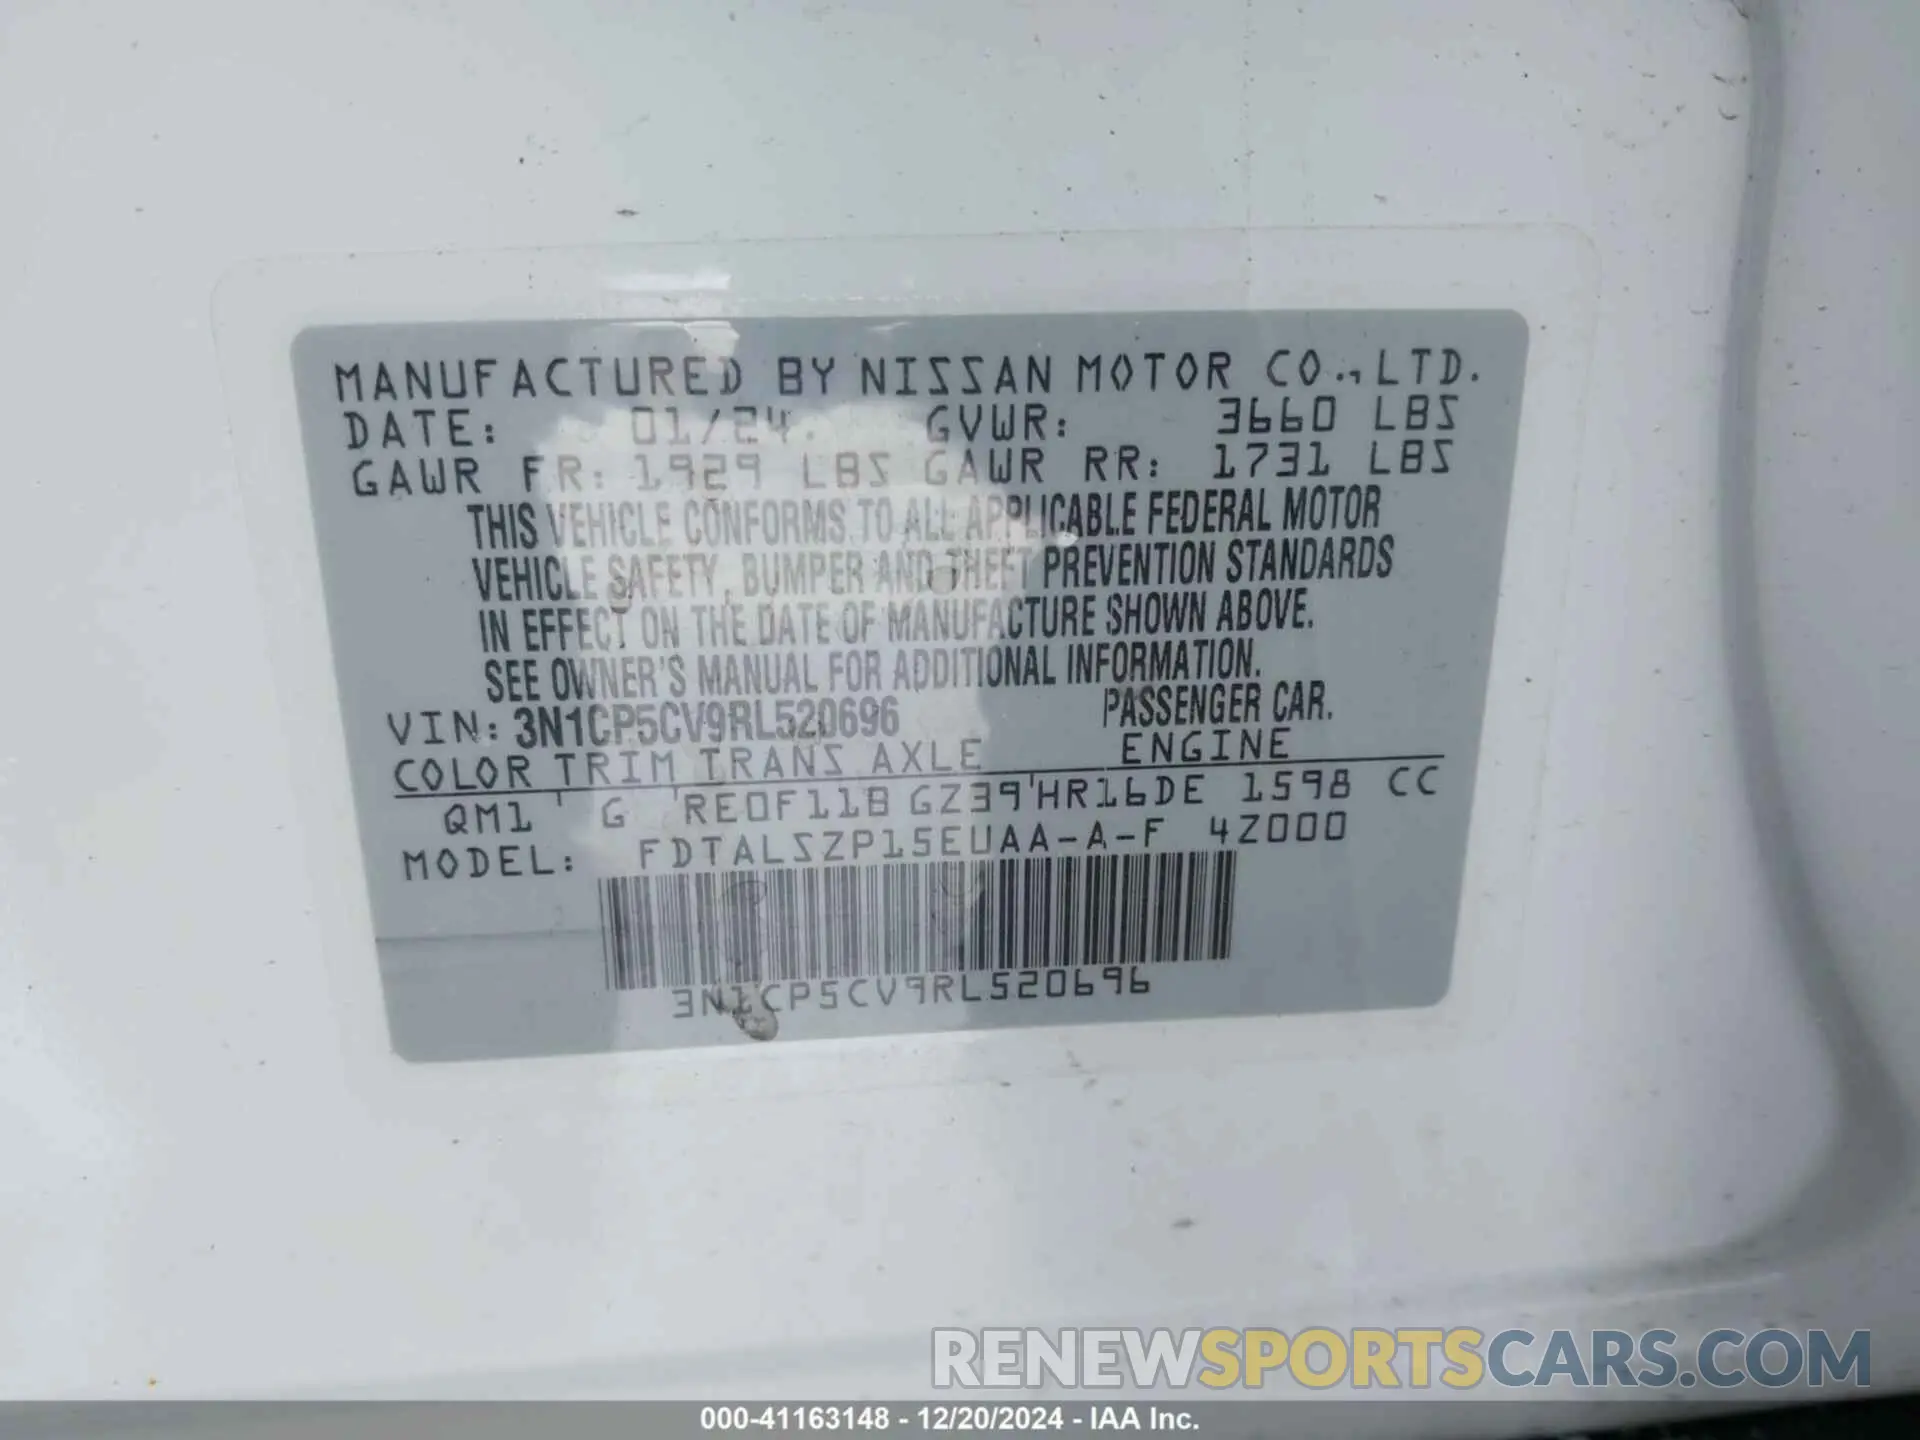 MANUFACTURED BY NISSAN MOTOR CO., LTD.
DATE: 01/24. GVWR: 3660 LBS
GAWR FR: 1929 LBS GAWR RR: 1731 LBS
THIS VEHICLE CONFORMS TO ALL APPLICABLE FEDERAL MOTOR
VEHICLE SAFETY, BUMPER AND THEFT PREVENTION STANDARDS
IN EFFECT ON THE DATE OF MANUFACTURE SHOWN ABOVE.
SEE OWNER'S MANUAL FOR ADDITIONAL INFORMATION.
VIN: 3N1CP5CV9RL520696 PASSENGER CAR.
COLOR TRIM TRANS AXLE ENGINE
QM1 G RE0F11B GZ39 HR16DE 1598 CC
MODEL: FDTALSZP15EUAA-A-F 4Z000
3N1CP5CV9RL520696
RENEWSPORTSCARS.COM
000-41163148 - 12/20/2024 - IAA Inc.